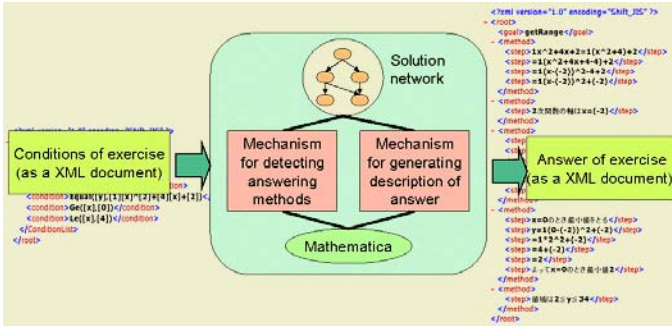 Conditions of exercise
(as a XML document)
<condition>Equal([y],[1][x]^(2)+[4][x]+[2])</
<condition>Ge([x],[0])</condition>
<condition>Le([x],[4])</condition>
</ConditionList>
</root>
Solution
network
Mechanism
for detecting
answering
methods
Mechanism
for generating
description of
answer
Mathematica
<?xml version="1.0" encoding="Shift_JIS" ?>
- <root>
<goal>getRange</goal>
- <method>
<step>1x^2+4x+2=1(x^2+4)+2</step>
<step>=1(x^2+4x+4-4)+2</step>
<step>=1(x-(-2))^2-4+2</step>
<step>=1(x-(-2))^2+(-2)</step>
</method>
- <method>
<step>2次関数の軸はx=(-2)</step>
</method>
- <method>
Answer of exercise
(as a XML document)
</method>
- <method>
<step>x=0のとき最小値をとる</step>
<step>y=1(0-(-2))^2+(-2)</step>
<step>=1*2^2+(-2)</step>
<step>=4+(-2)</step>
<step>=2</step>
<step>よってx=0のとき最小値2</step>
</method>
- <method>
<step>値域は2≤y≤34</step>
</method>
</root>